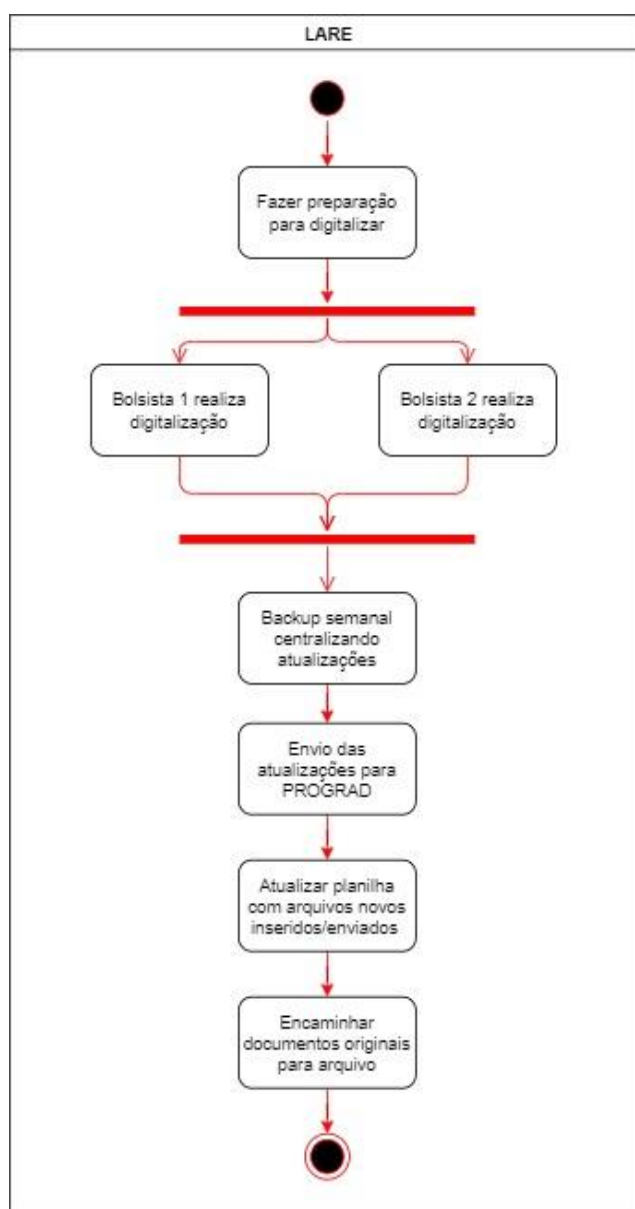 LARE
Fazer preparação
para digitalizar
Bolsista 1 realiza
digitalização
Bolsista 2 realiza
digitalização
Backup semanal
centralizando
atualizações
Envio das
atualizações para
PROGRAD
Atualizar planilha
com arquivos novos
inseridos/enviados
Encaminhar
documentos originais
para arquivo